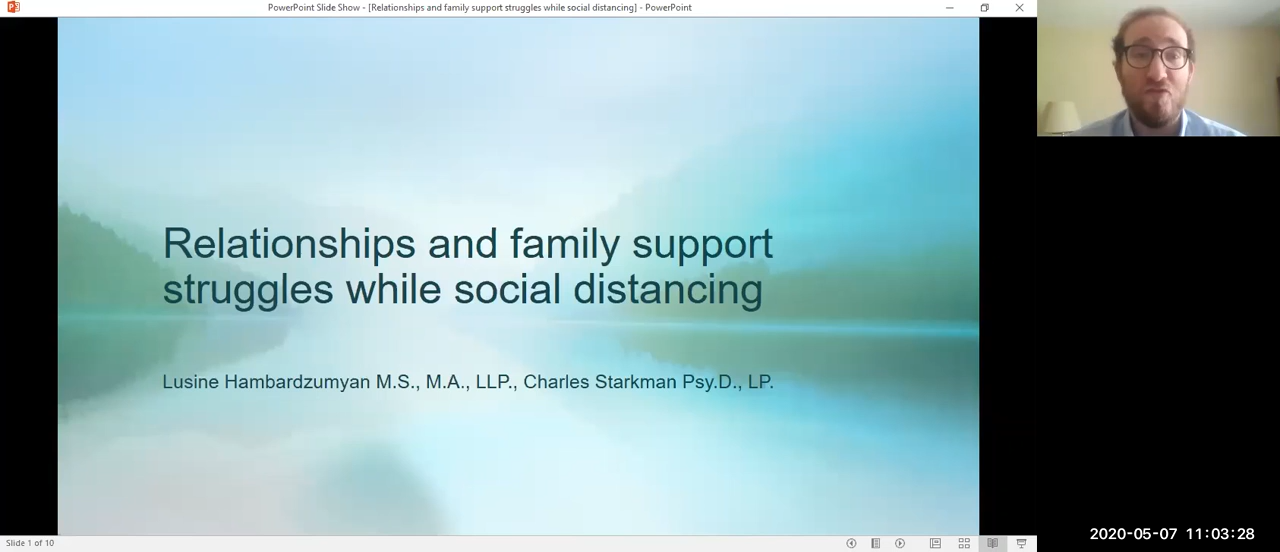 PowerPoint Slide Show - [Relationships and family support struggles while social distancing] - PowerPoint
Relationships and family support
struggles while social distancing
Lusine Hambardzumyan M.S., M.A., LLP., Charles Starkman Psy.D., LP.
Slide 1 of 10
2020-05-07 11:03:28